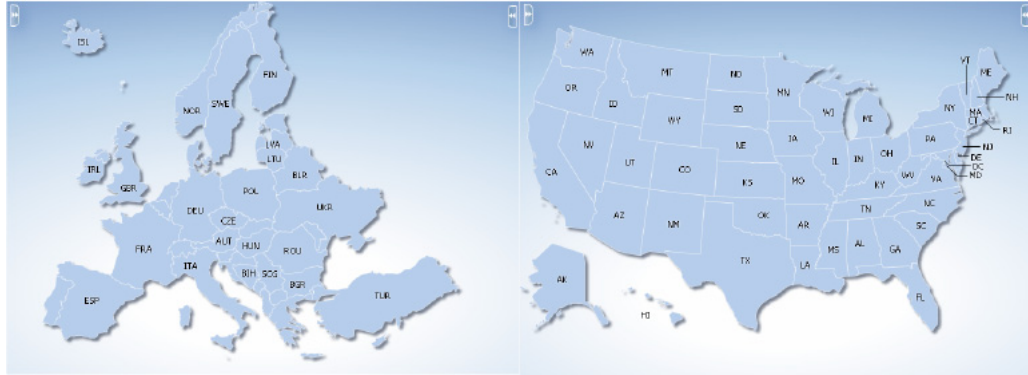 ISL
FIN
NOR SWE
LVA
LTU
IRL
BLR
GBR
POL
DEU
UKR
CZE
FRA
AUT
HUN
ROU
ITA
BIH SCG
BGR
ESP
TUR
VT
WA
ME
MT
ND
MN
OR
NH
ID
SD
WI
NY
MA
WY
MI
CT
RI
IA
PA
NE
NJ
NV
OH
IL
IN
DE
UT
DC
CO
WV
CA
MD
VA
KS
MO
KY
NC
TN
AZ
OK
NM
AR
SC
MS
AL
GA
TX
LA
AK
FL
HI